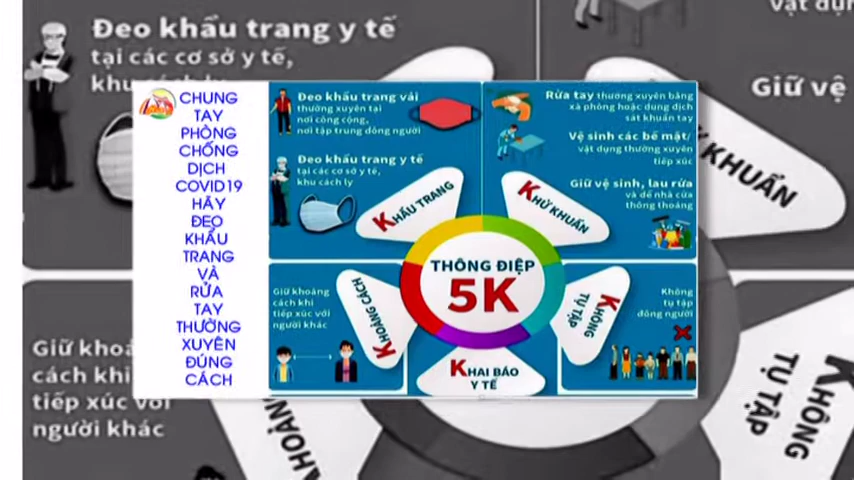 Đeo khẩu trang y tế
tại các cơ sở y tế,
khu
vật dụng
Giữ vệ
KHUẨN
CHUNG
TAY
PHÒNG
CHỐNG
DỊCH
COVID19
HÃY
ĐEO
KHẨU
TRANG
VÀ
RỬA
TAY
THƯỜNG
XUYÊN
ĐÚNG
CÁCH
Đeo khẩu trang vải
thường xuyên tại
nơi công cộng,
nơi tập trung đông người
Đeo khẩu trang y tế
tại các cơ sở y tế,
khu cách ly
KHẨU TRANG
Rửa tay thường xuyên bằng
xà phòng hoặc dung dịch
sát khuẩn tay
Vệ sinh các bề mặt/
vật dụng thường xuyên
tiếp xúc
Giữ vệ sinh, lau rửa
và để nhà cửa
thông thoáng
KHỬ KHUẨN
THÔNG ĐIỆP
5K
Giữ khoảng
cách khi
tiếp xúc với
người khác
KHOẢNG CÁCH
KHAI BÁO
Y TẾ
KHÔNG
TỤ TẬP
Không
tụ tập
đông người
Giữ khoả
cách khi
tiếp xúc với
người khác
KHOẢN
KHÔNG
TỤ TẬP